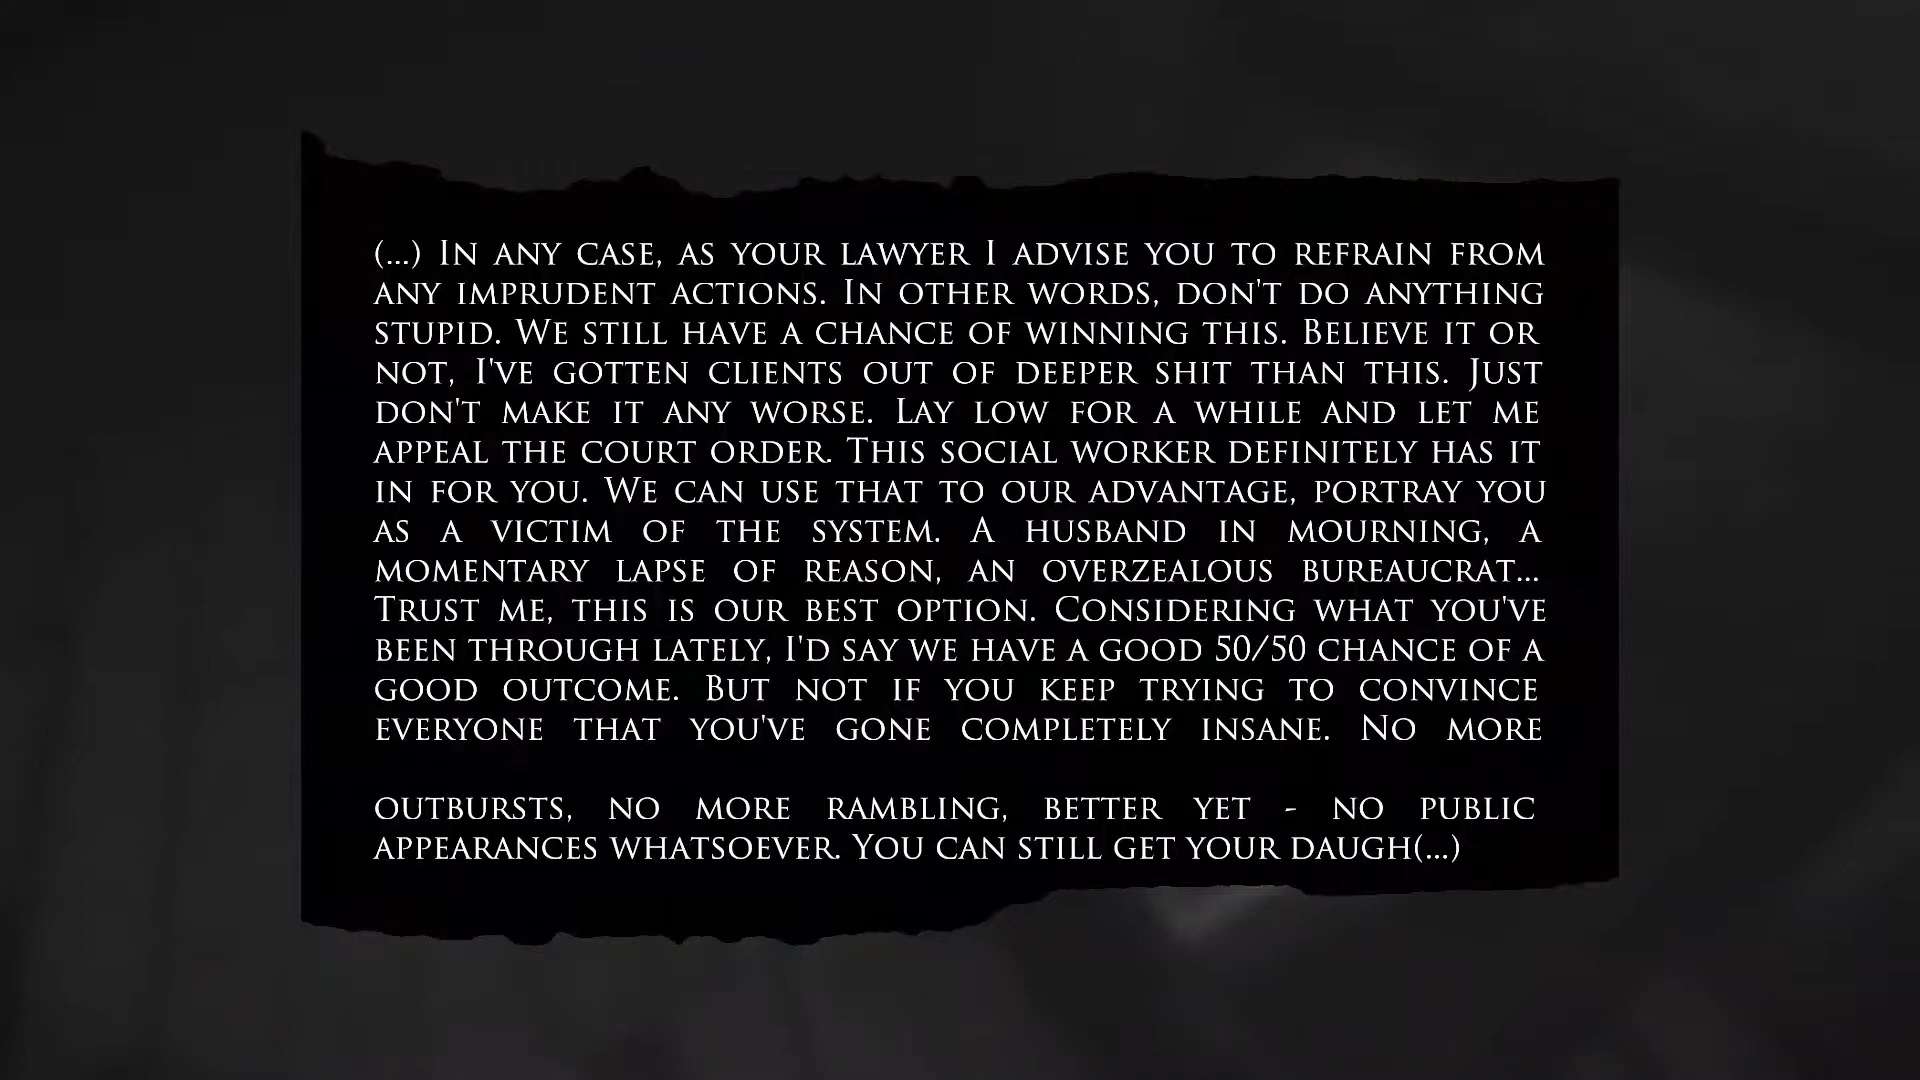 (...) In any case, as your lawyer I advise you to refrain from
any imprudent actions. In other words, don't do anything
stupid. We still have a chance of winning this. Believe it or
not, I've gotten clients out of deeper shit than this. Just
don't make it any worse. Lay low for a while and let me
appeal the court order. This social worker definitely has it
in for you. We can use that to our advantage, portray you
as a victim of the system. A husband in mourning, a
momentary lapse of reason, an overzealous bureaucrat...
Trust me, this is our best option. Considering what you've
been through lately, I'd say we have a good 50/50 chance of a
good outcome. But not if you keep trying to convince
everyone that you've gone completely insane. No more
outbursts, no more rambling, better yet - no public
appearances whatsoever. You can still get your daugh(...)